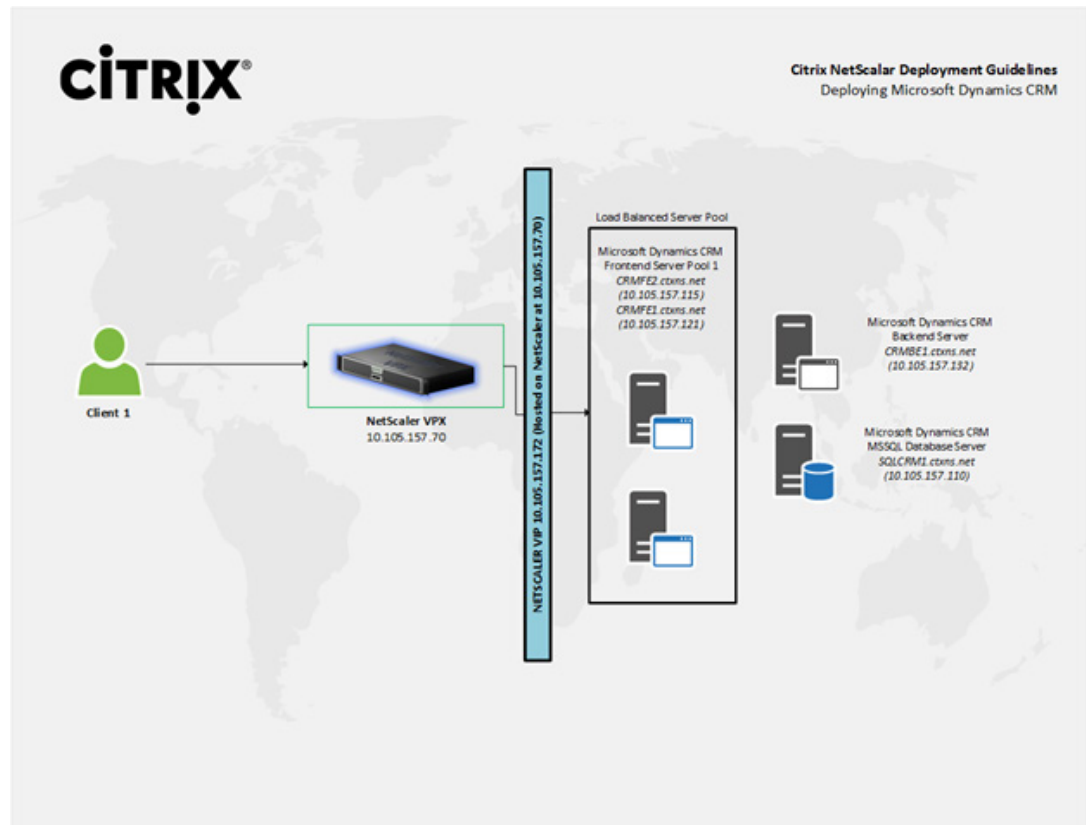 CİTRIX®
Citrix NetScalar Deployment Guidelines
Deploying Microsoft Dynamics CRM
Client 1
NetScaler VPX
10.105.157.70
NETSCALER VIP 10.105.157.172 (Hosted on NetScaler at 10.105.157.70)
Load Balanced Server Pool
Microsoft Dynamics CRM
Frontend Server Pool 1
CRMFE2.ctxns.net
(10.105.157.115)
CRMFE1.ctxns.net
(10.105.157.121)
Microsoft Dynamics CRM
Backend Server
CRMBE1.ctxns.net
(10.105.157.132)
Microsoft Dynamics CRM
MSSQL Database Server
SQLCRM1.ctxns.net
(10.105.157.110)